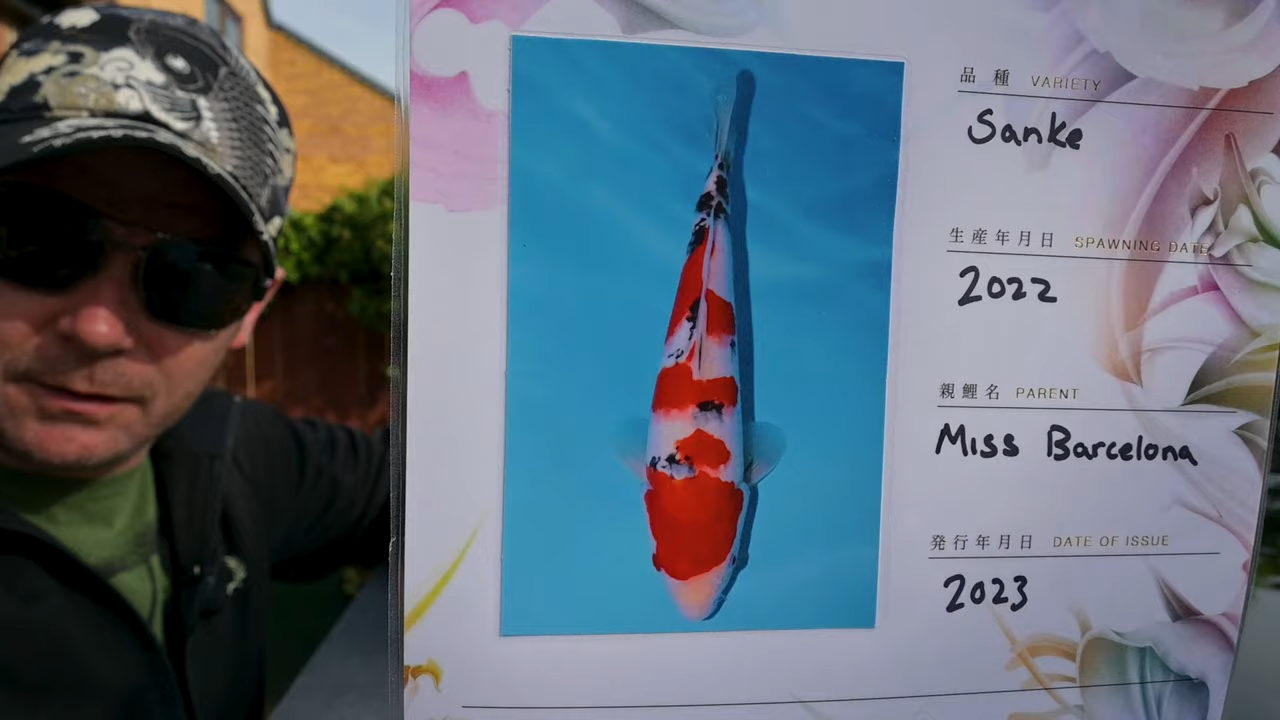 品種 VARIETY
Sanke
生産年月日 SPAWNING DATE
2022
親鯉名 PARENT
Miss Barcelona
発行年月日 DATE OF ISSUE
2023